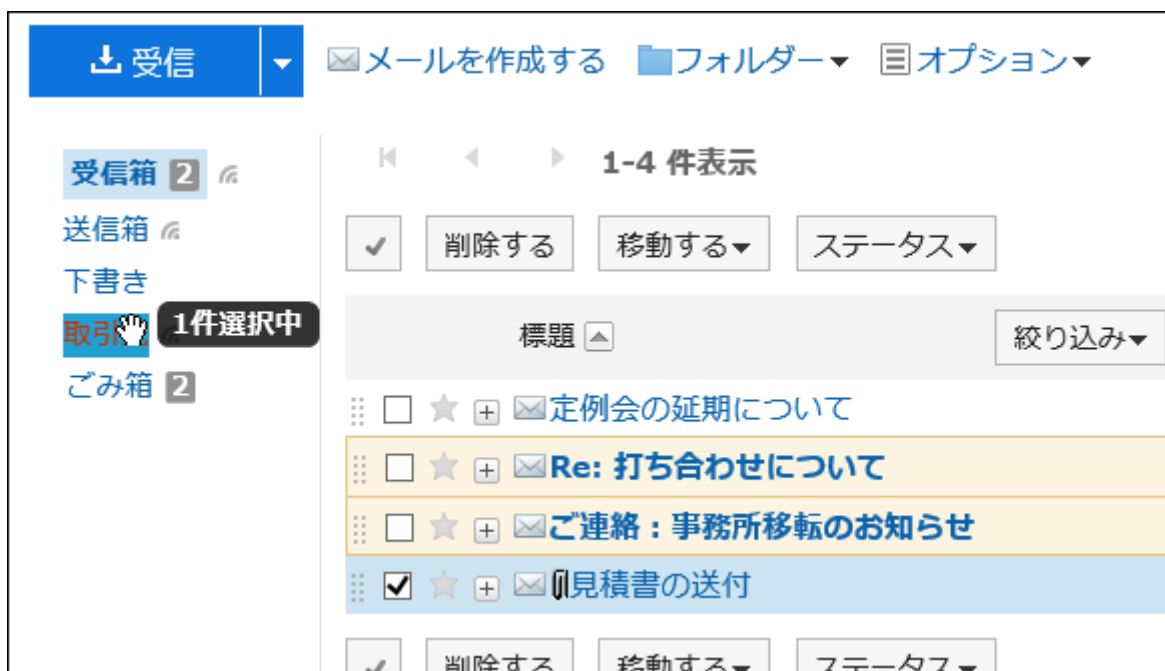 受信 メールを作成する フォルダー オプション
受信箱 2
送信箱
下書き
取引
1件選択中
ごみ箱 2
1-4 件表示
削除する 移動する ステータス
標題 絞り込み
定例会の延期について
Re: 打ち合わせについて
ご連絡：事務所移転のお知らせ
見積書の送付
削除する 移動する ステータス